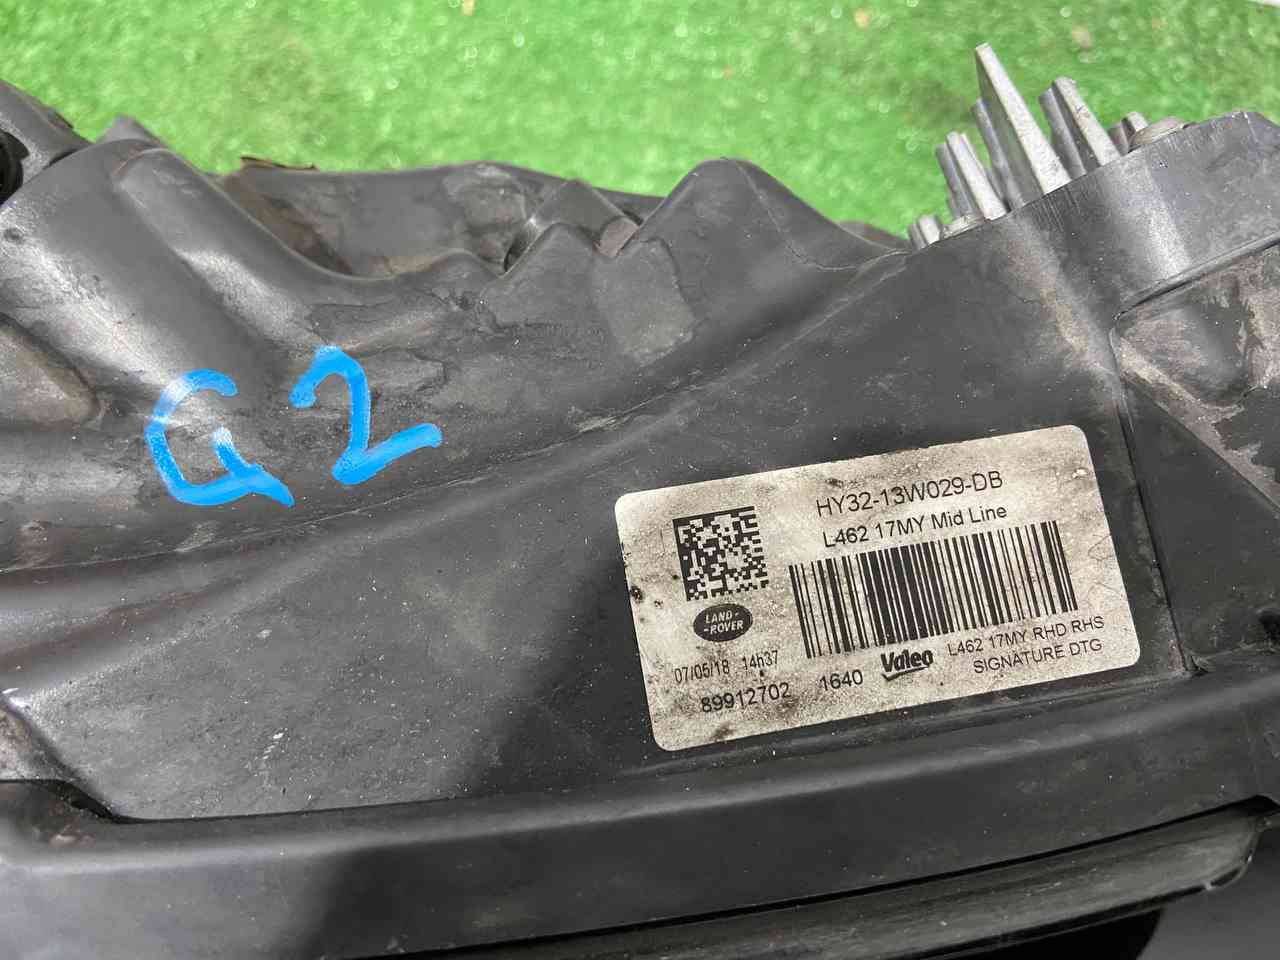 G2
HY32-13W029-DB
L462 17MY Mid Line
LAND-
-ROVER
07/05/18 14h37
89912702
1640
Valeo
L462 17MY RHD RHS
SIGNATURE DTG